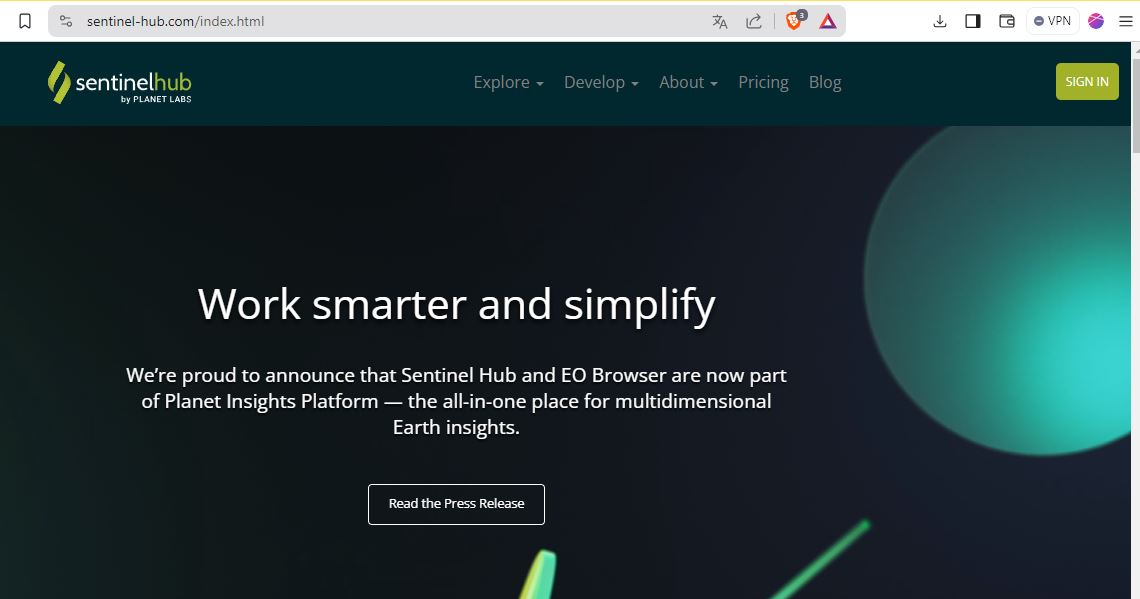 sentinel-hub.com/index.html
3
VPN
sentinelhub
by PLANET LABS
Explore
Develop
About
Pricing
Blog
SIGN IN
Work smarter and simplify
We’re proud to announce that Sentinel Hub and EO Browser are now part
of Planet Insights Platform — the all-in-one place for multidimensional
Earth insights.
Read the Press Release